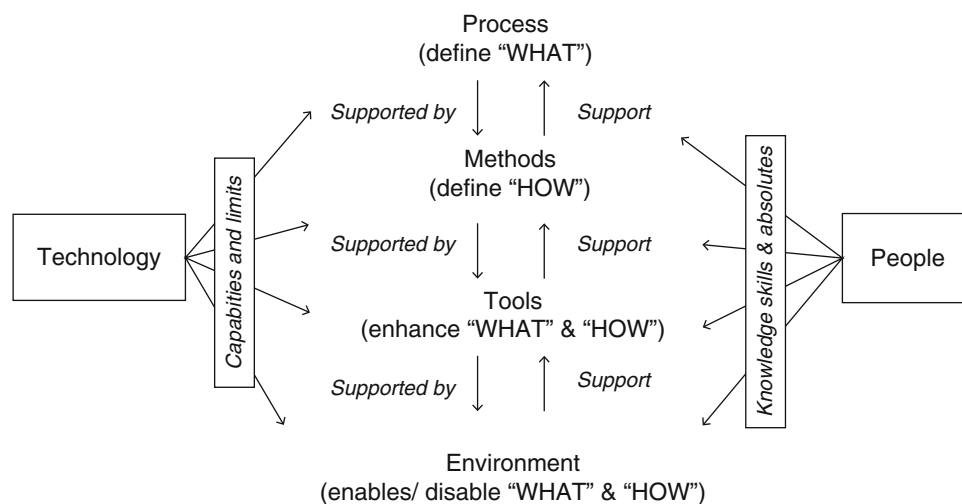 Process
(define “WHAT”)
Supported by
Support
Methods
(define “HOW”)
Technology
Capabities and limits
Supported by
Support
Knowledge skills & absolutes
People
Tools
(enhance “WHAT” & “HOW”)
Supported by
Support
Environment
(enables/ disable “WHAT” & “HOW”)